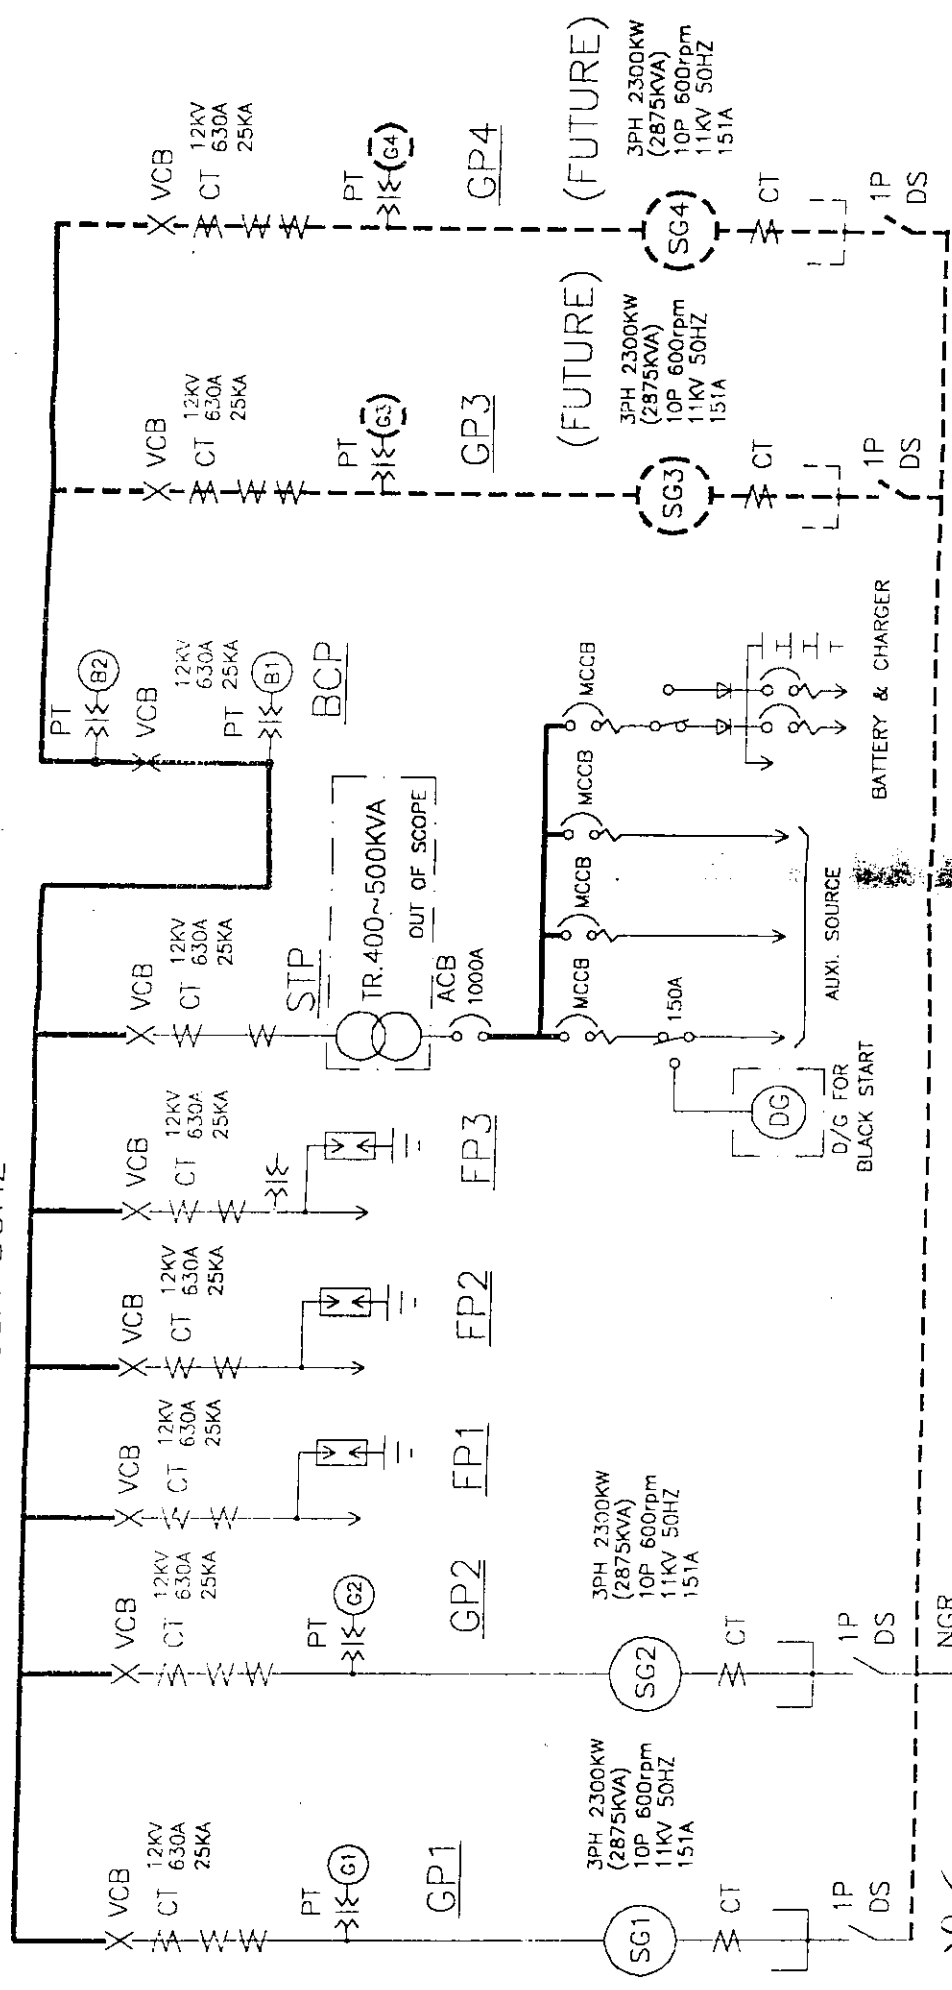 VCB
CT
12KV
630A
25KA
PT
G1
GP1
SG1
3PH 2300KW
(2875KVA)
10P 600rpm
11KV 50HZ
151A
CT
1P
DS
VCB
CT
12KV
630A
25KA
PT
G2
GP2
SG2
3PH 2300KW
(2875KVA)
10P 600rpm
11KV 50HZ
151A
CT
1P
DS
NGR
VCB
CT
12KV
630A
25KA
FP1
VCB
CT
12KV
630A
25KA
FP2
VCB
CT
12KV
630A
25KA
FP3
VCB
CT
12KV
630A
25KA
STP
TR.400~500KVA
OUT OF SCOPE
ACB
1000A
MCCB
MCCB
MCCB
MCCB
150A
DG
D/G FOR
BLACK START
AUXI. SOURCE
BATTERY & CHARGER
PT
B2
VCB
12KV
630A
25KA
PT
B1
BCP
VCB
CT
12KV
630A
25KA
PT
G3
GP3
(FUTURE)
SG3
3PH 2300KW
(2875KVA)
10P 600rpm
11KV 50HZ
151A
CT
1P
DS
VCB
CT
12KV
630A
25KA
PT
G4
GP4
(FUTURE)
SG4
3PH 2300KW
(2875KVA)
10P 600rpm
11KV 50HZ
151A
CT
1P
DS